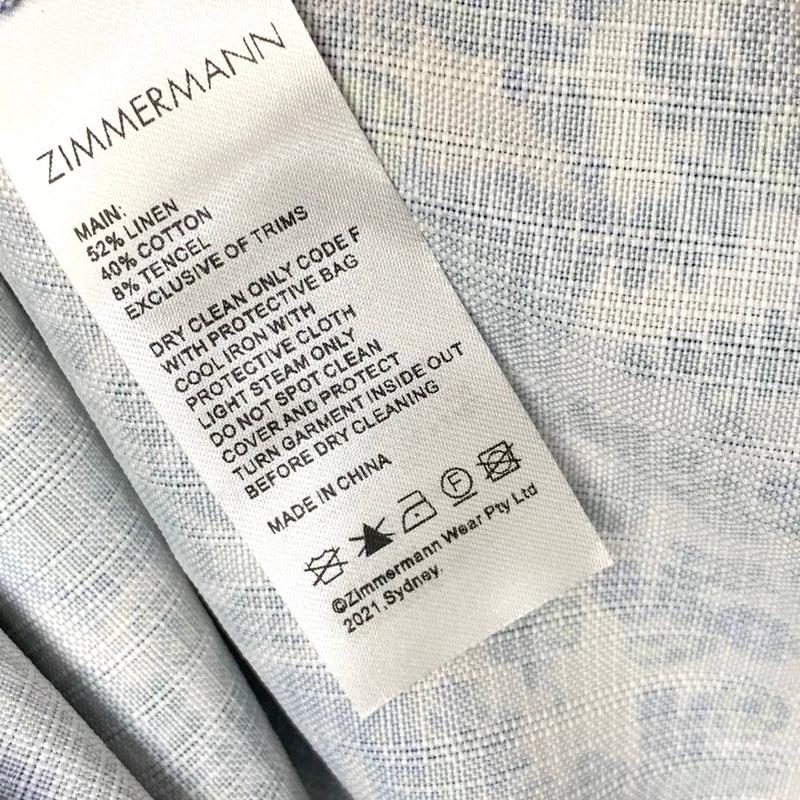 ZIMMERMANN
MAIN:
52% LINEN
40% COTTON
8% TENCEL
EXCLUSIVE OF TRIMS
DRY CLEAN ONLY CODE F
WITH PROTECTIVE BAG
COOL IRON WITH
PROTECTIVE CLOTH
LIGHT STEAM ONLY
DO NOT SPOT CLEAN
COVER AND PROTECT
TURN GARMENT INSIDE OUT
BEFORE DRY CLEANING
MADE IN CHINA
F
©Zimmermann Wear Pty Ltd
2021,Sydney.